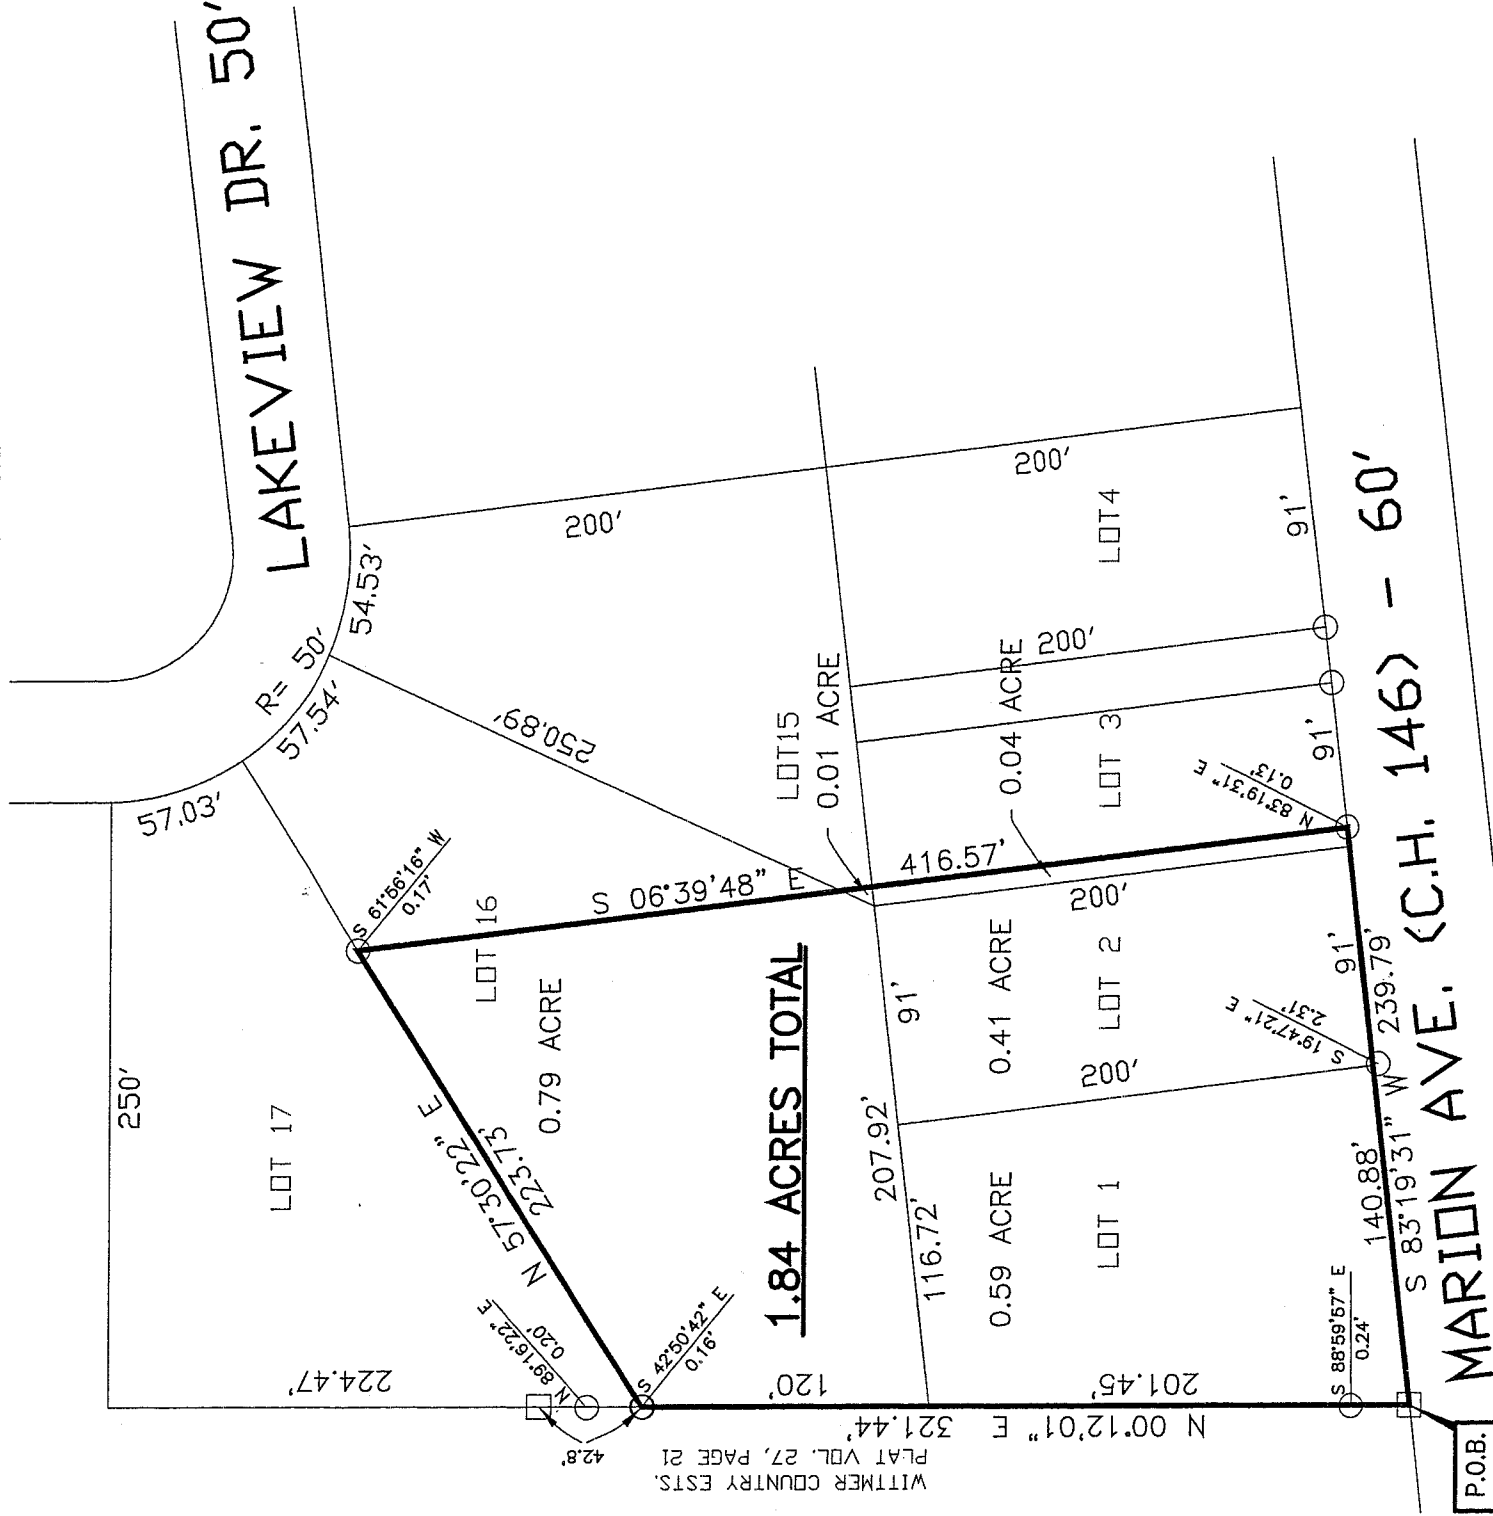 LAKEVIEW DR. 50'
R= 50'
57.03'
57.54'
54.53'
250'
LOT 17
224.47'
N 89°16'22" E
0.20'
42.8'
S 42°50'42" E
0.16'
N 57°30'22" E
223.73'
S 61°56'16" W
0.17'
LOT 16
0.79 ACRE
S 06°39'48" E
416.57'
250.89'
200'
LOT15
0.01 ACRE
0.04 ACRE
1.84 ACRES TOTAL
120'
207.92'
116.72'
91'
0.59 ACRE
LOT 1
201.45'
200'
0.41 ACRE
LOT 2
200'
LOT 3
200'
LOT4
200'
91'
91'
91'
N 83°19'31" E
0.13'
S 19°47'21" E
2.31'
S 88°59'57" E
0.24'
140.88'
S 83°19'31" W 239.79'
N 00°12'01" E 321.44'
WITTMER COUNTRY ESTS.
PLAT VOL. 27, PAGE 21
P.O.B.
MARION AVE. (C.H. 146) - 60'